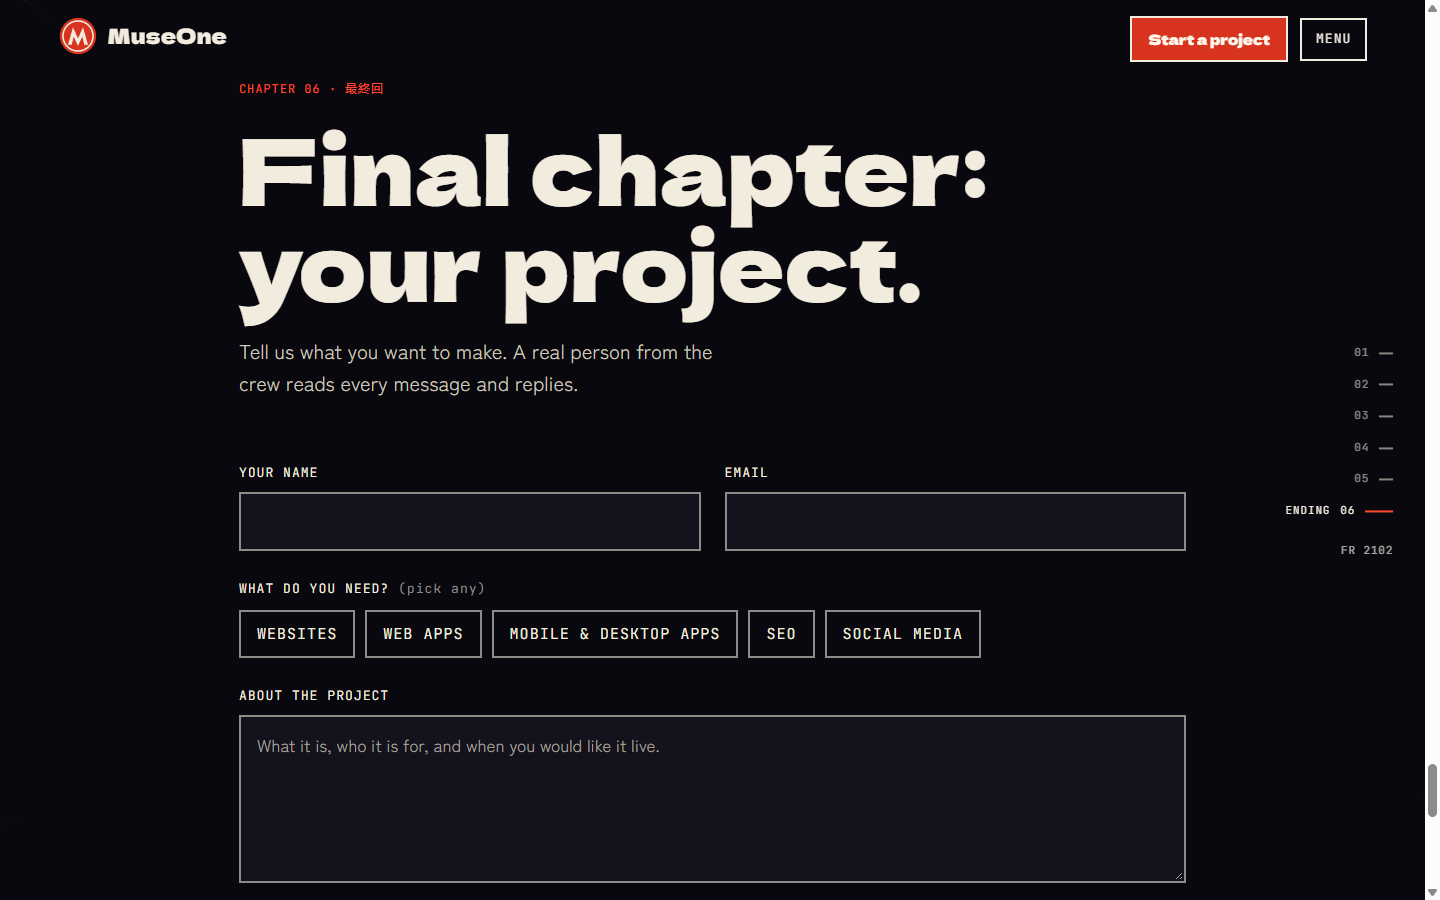 MuseOne
Start a project
MENU
CHAPTER 06 · 最終回
Final chapter:
your project.
Tell us what you want to make. A real person from the
crew reads every message and replies.
01
02
03
04
05
ENDING 06
FR 2102
YOUR NAME
EMAIL
WHAT DO YOU NEED? (pick any)
WEBSITES
WEB APPS
MOBILE & DESKTOP APPS
SEO
SOCIAL MEDIA
ABOUT THE PROJECT
What it is, who it is for, and when you would like it live.